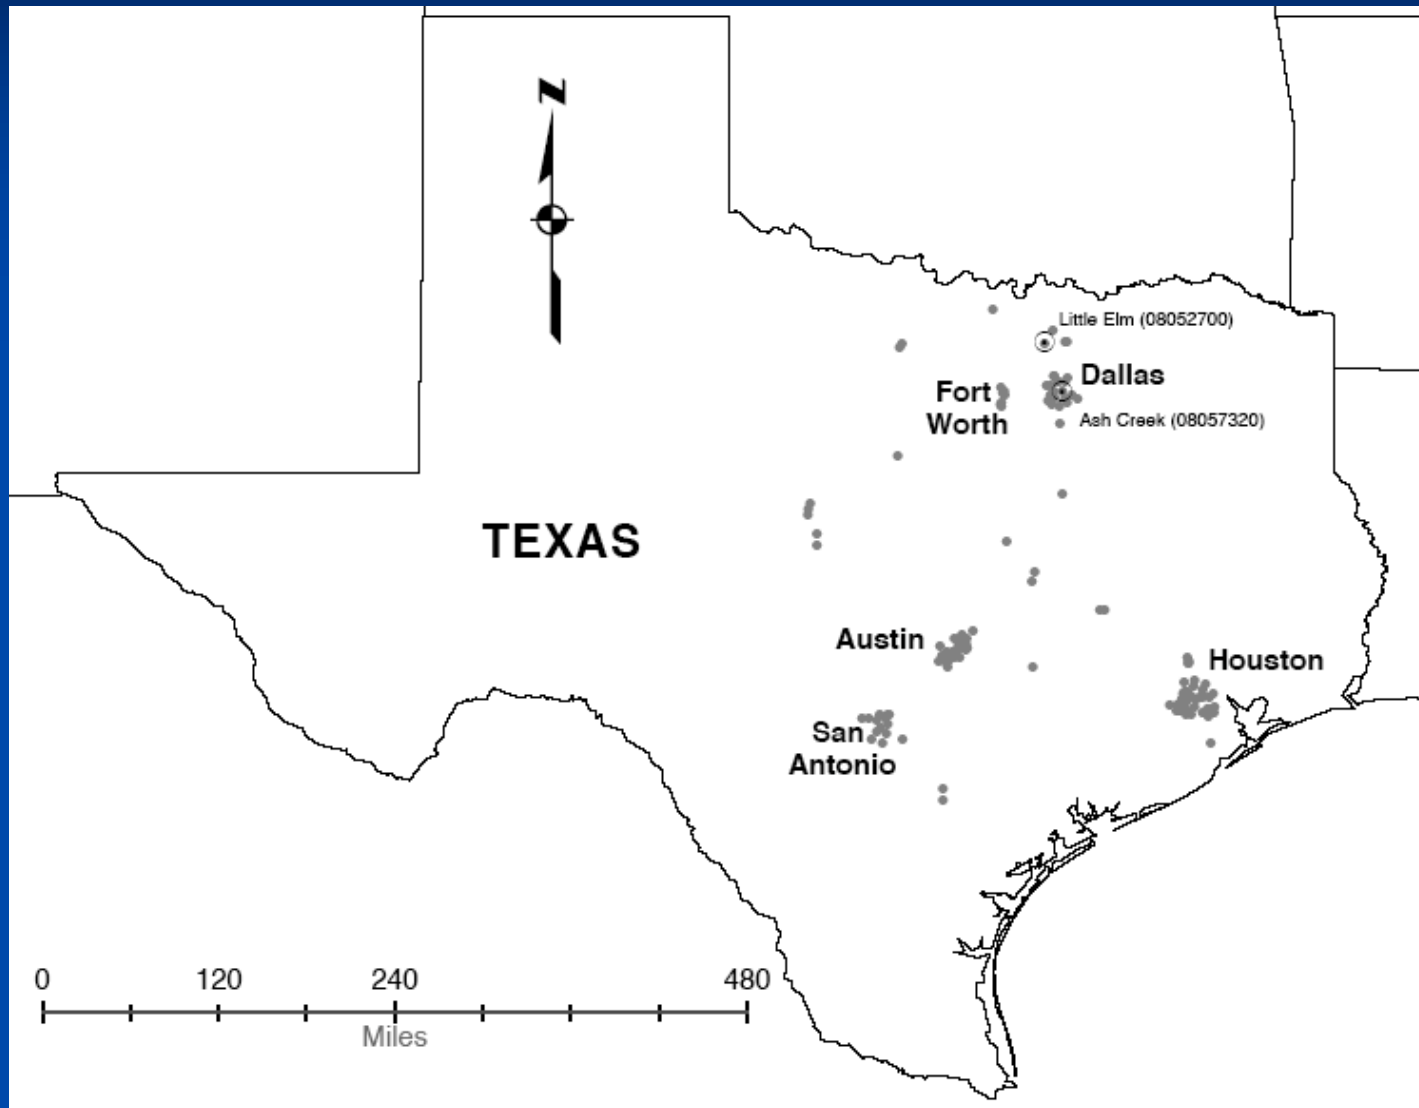 N
Little Elm (08052700)
Dallas
Fort
Worth
Ash Creek (08057320)
TEXAS
Austin
Houston
San
Antonio
0 120 240 480
Miles